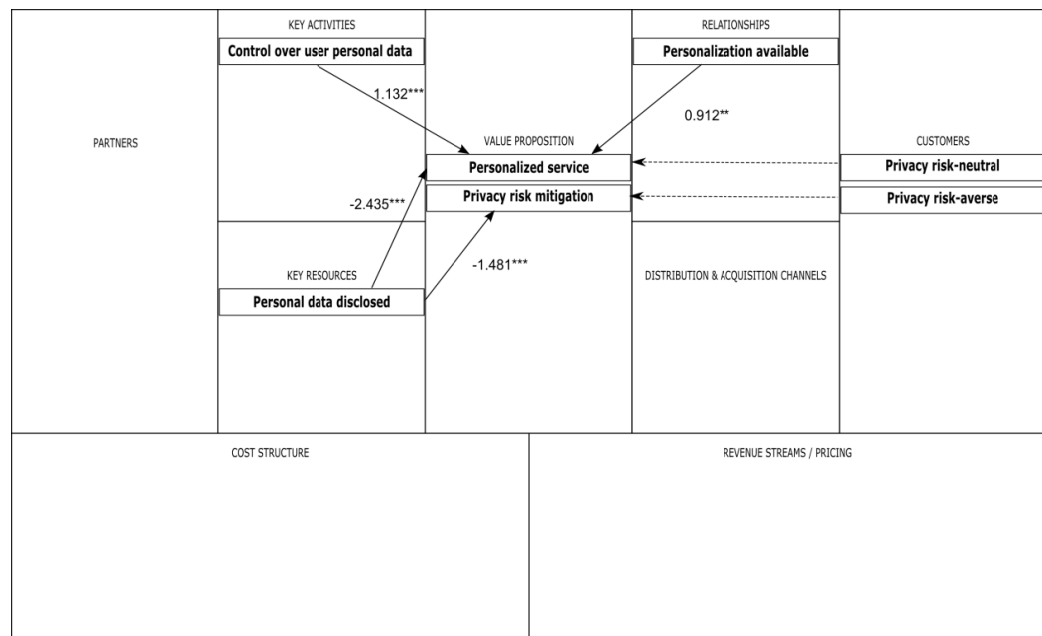 KEY ACTIVITIES
Control over user personal data
RELATIONSHIPS
Personalization available
1.132***
0.912**
PARTNERS
VALUE PROPOSITION
CUSTOMERS
Personalized service
Privacy risk-neutral
Privacy risk mitigation
Privacy risk-averse
-2.435***
-1.481***
KEY RESOURCES
DISTRIBUTION & ACQUISITION CHANNELS
Personal data disclosed
COST STRUCTURE
REVENUE STREAMS / PRICING